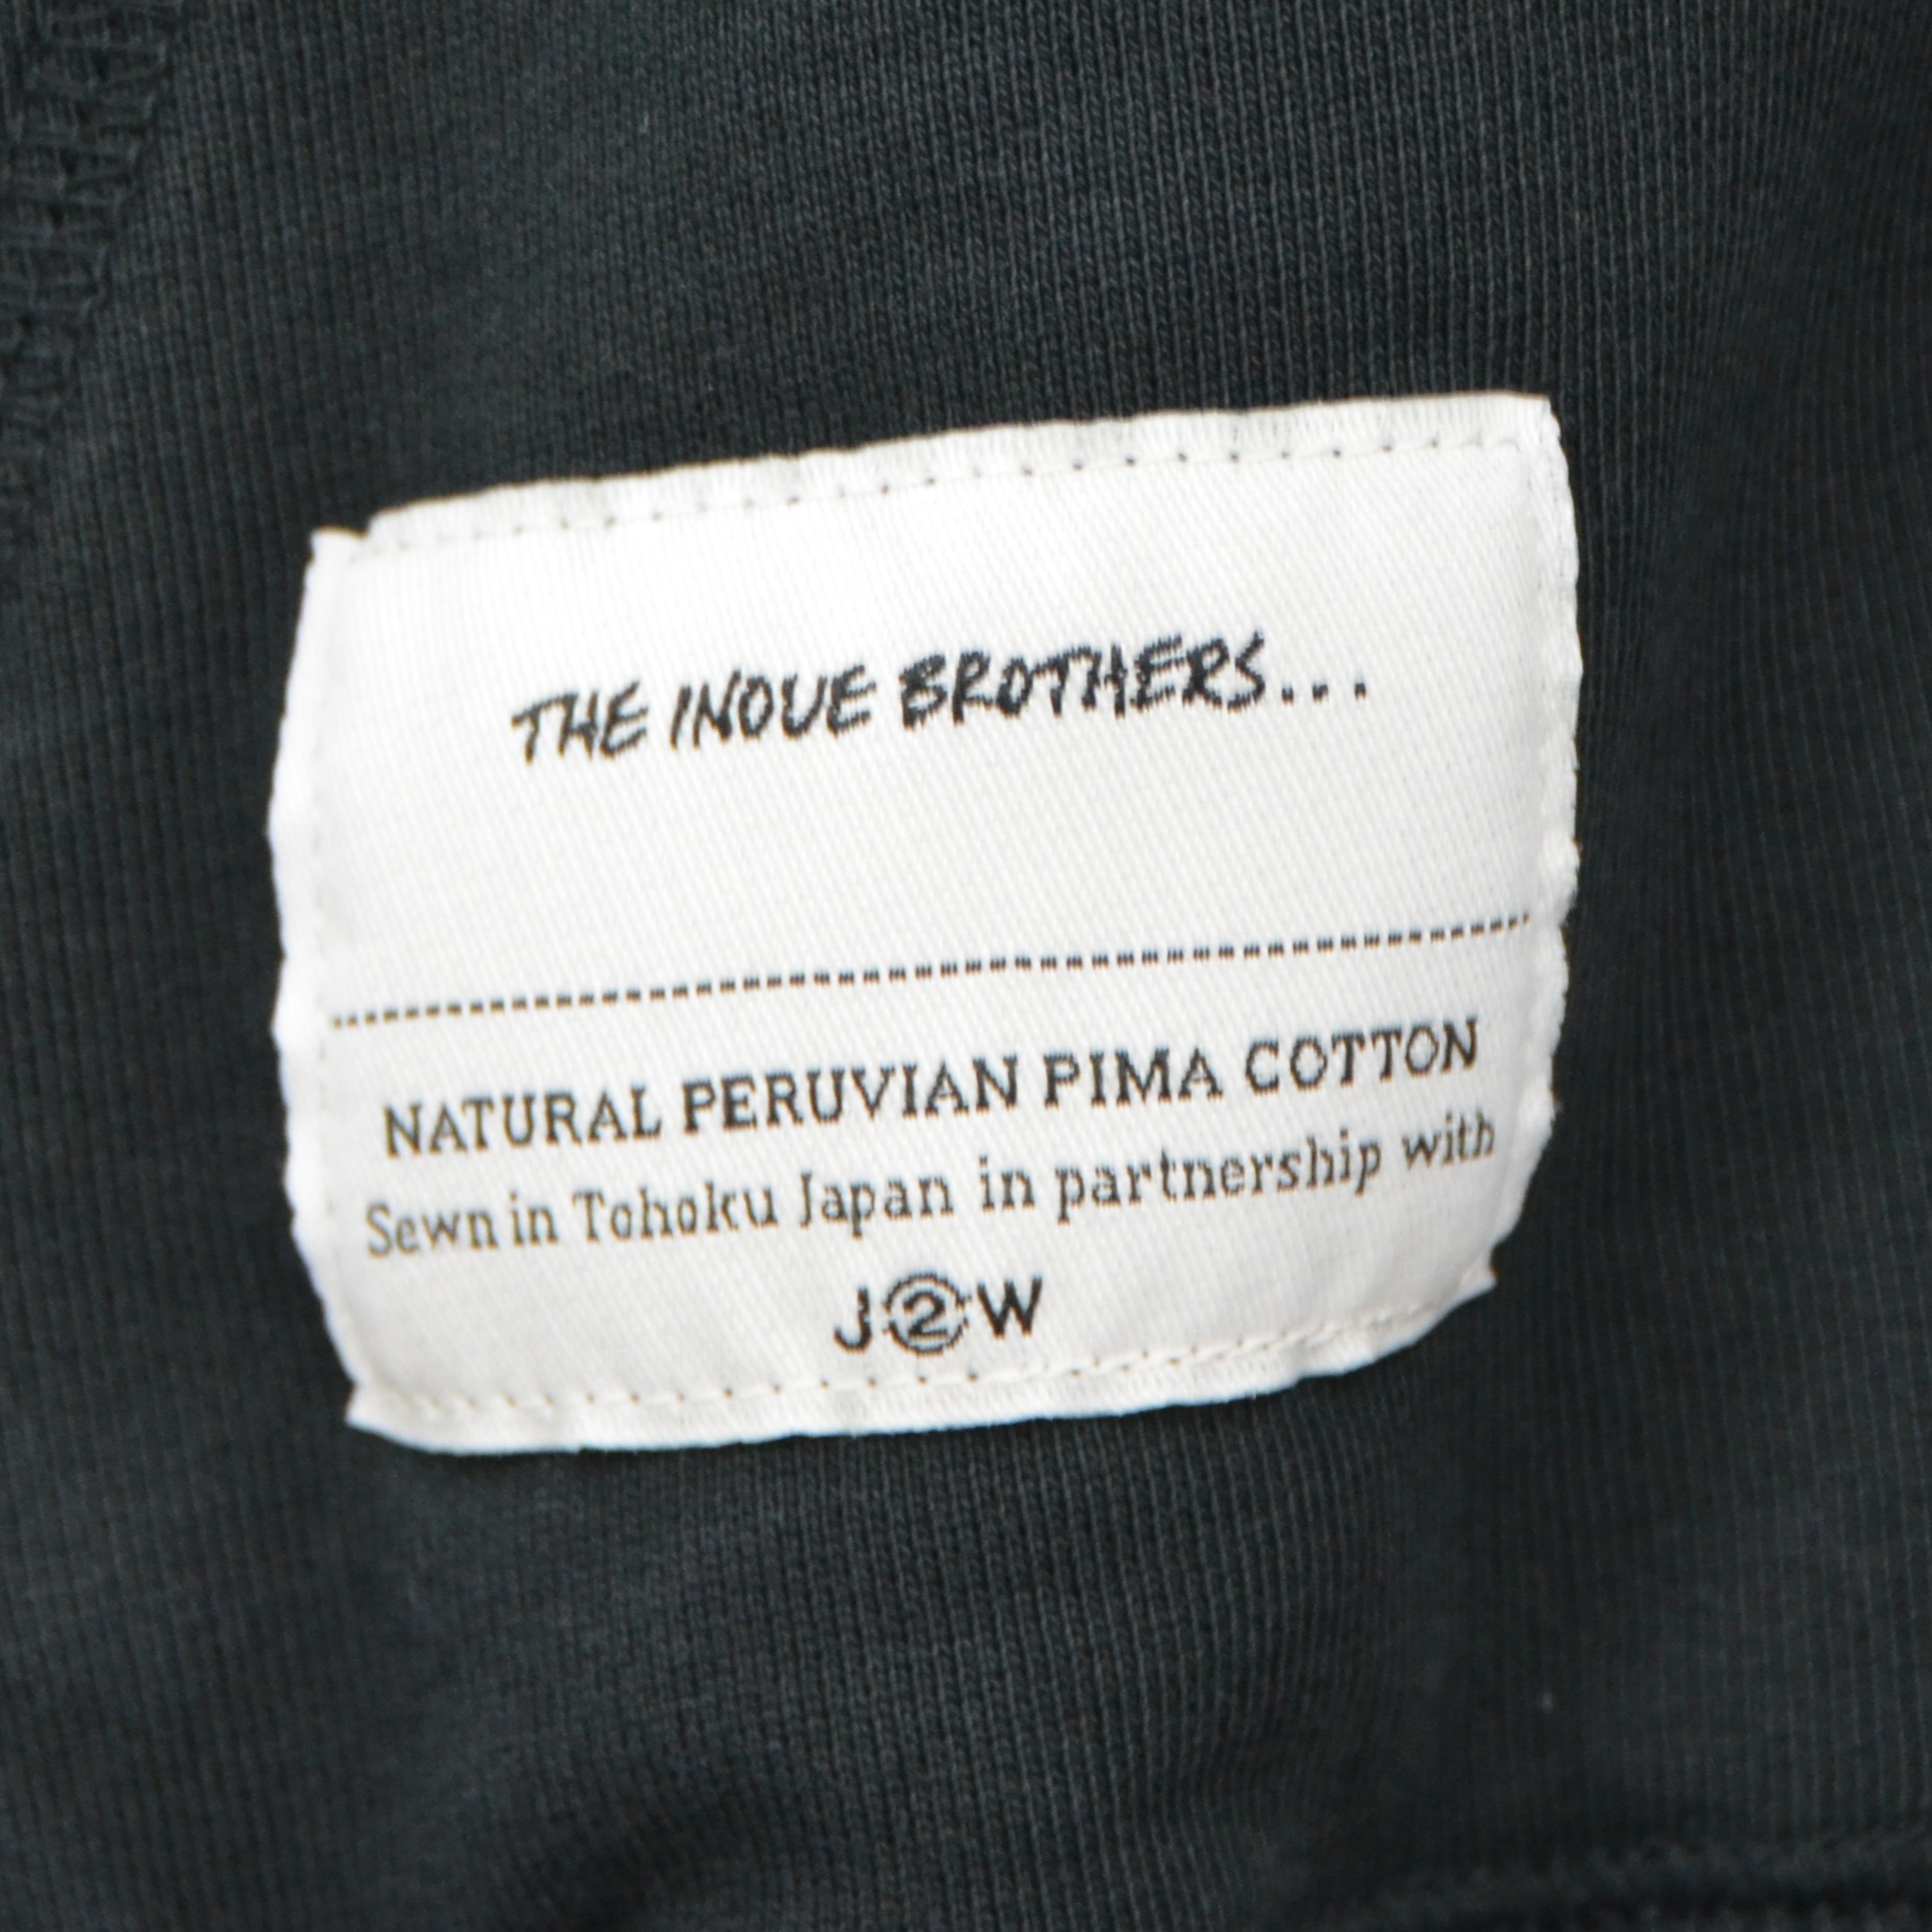 THE INOUE BROTHERS...
NATURAL PERUVIAN PIMA COTTON
Sewn in Tohoku Japan in partnership with
J②W